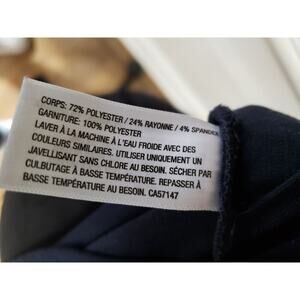 CORPS: 72% POLYESTER / 24% RAYONNE / 4% SPANDEX
GARNITURE: 100% POLYESTER
LAVER À LA MACHINE À L'EAU FROIDE AVEC DES
COULEURS SIMILAIRES. UTILISER UNIQUEMENT UN
JAVELLISANT SANS CHLORE AU BESOIN. SÉCHER PAR
CULBUTAGE À BASSE TEMPÉRATURE. REPASSER À
BASSE TEMPÉRATURE AU BESOIN. CA57147